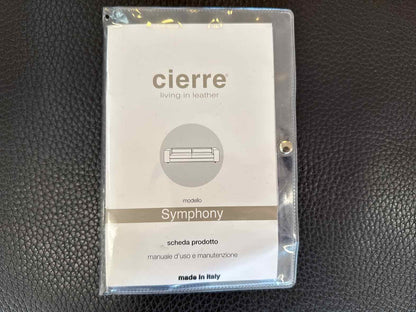 cierre®
living in leather
modello
Symphony
scheda prodotto
manuale d'uso e manutenzione
made in Italy